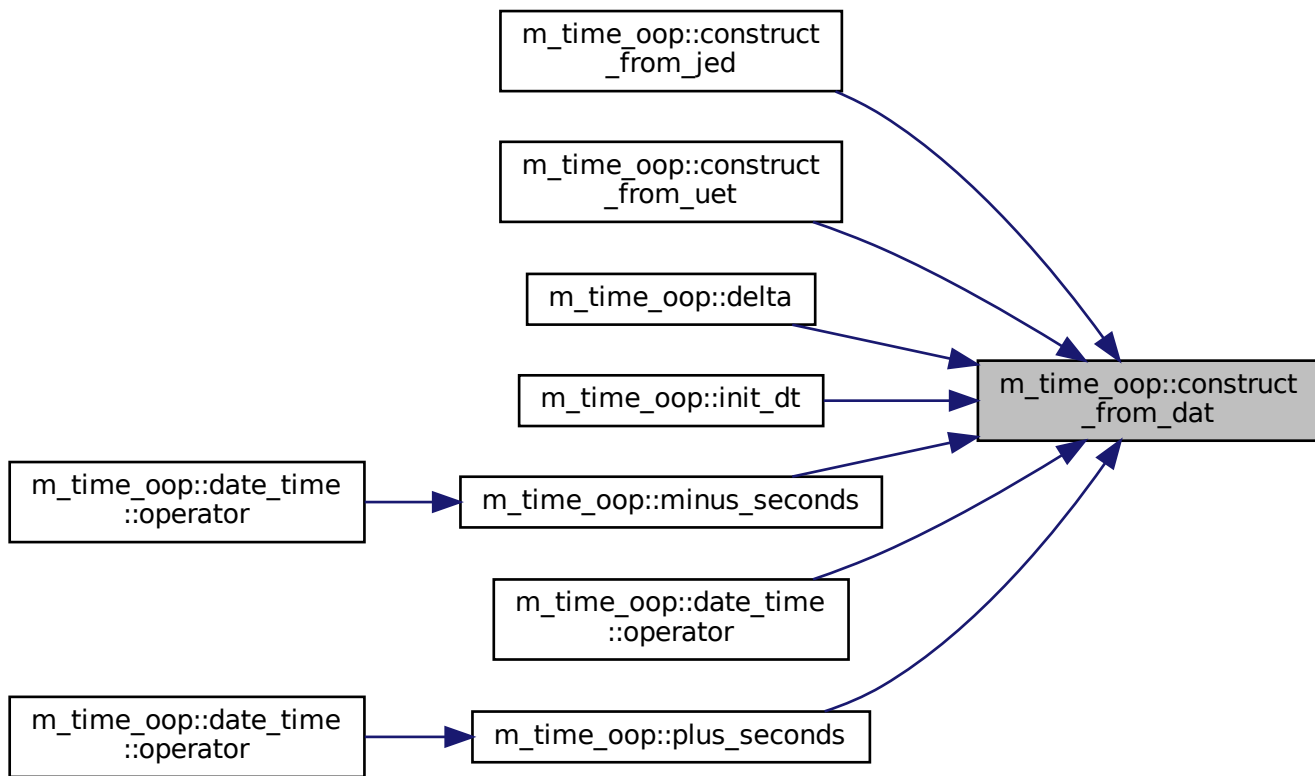 m_time_oop::construct
_from_jed
m_time_oop::construct
_from_uet
m_time_oop::delta
m_time_oop::init_dt
m_time_oop::construct
_from_dat
m_time_oop::date_time
::operator
m_time_oop::minus_seconds
m_time_oop::date_time
::operator
m_time_oop::date_time
::operator
m_time_oop::plus_seconds